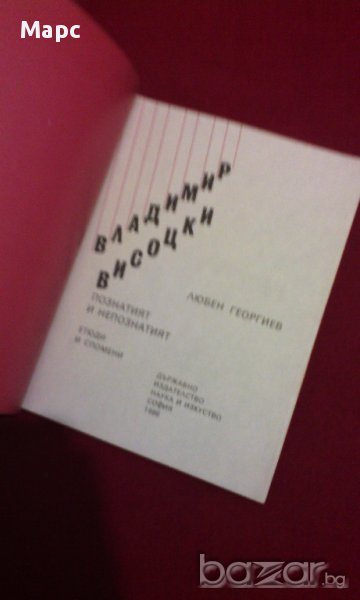 Марс
ВЛАДИМИР
ВИСОЦКИ
ПОЗНАТИЯТ
И НЕПОЗНАТИЯТ
ЛЮБЕН ГЕОРГИЕВ
ЕТЮДИ
И СПОМЕНИ
ДЪРЖАВНО
ИЗДАТЕЛСТВО
НАУКА И ИЗКУСТВО
СОФИЯ
bazar.bg